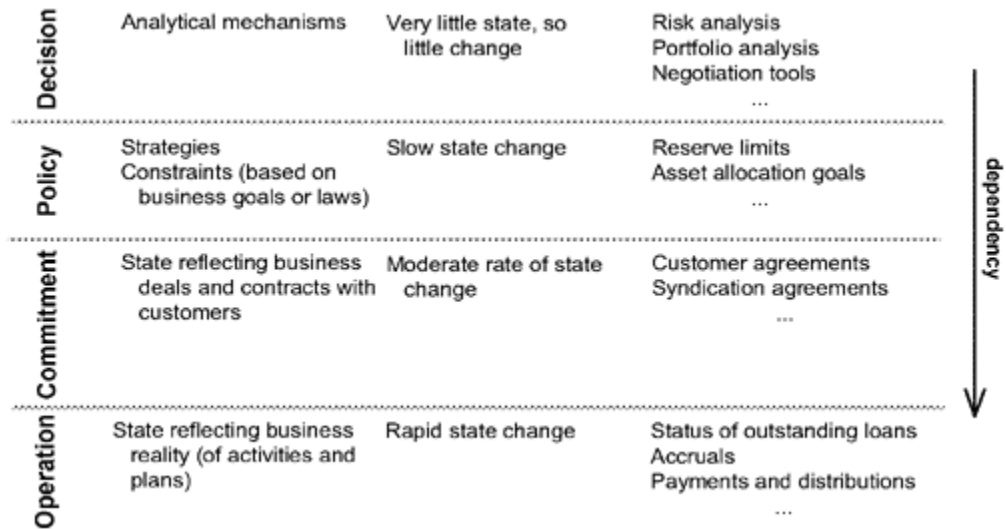 Decision
Analytical mechanisms
Very little state, so
little change
Risk analysis
Portfolio analysis
Negotiation tools
...
Policy
Strategies
Constraints (based on
business goals or laws)
Slow state change
Reserve limits
Asset allocation goals
...
Commitment
State reflecting business
deals and contracts with
customers
Moderate rate of state
change
Customer agreements
Syndication agreements
...
Operation
State reflecting business
reality (of activities and
plans)
Rapid state change
Status of outstanding loans
Accruals
Payments and distributions
...
dependency